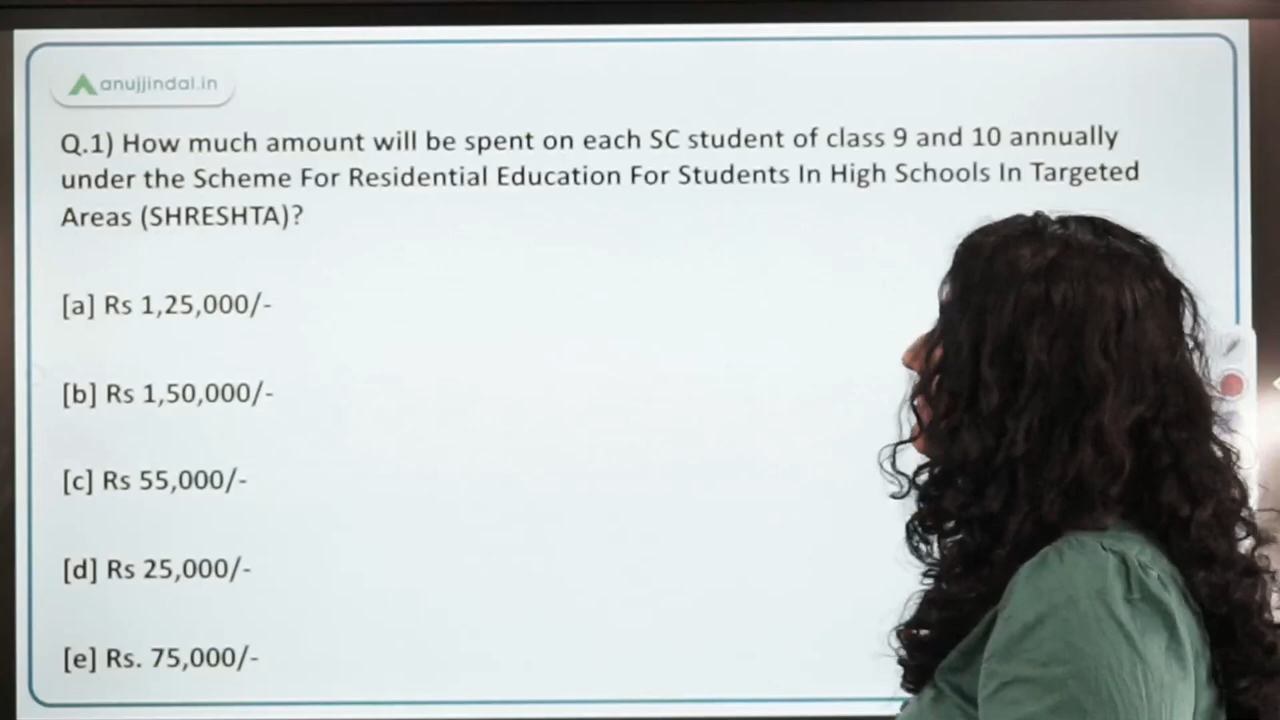 anujjindal.in
Q.1) How much amount will be spent on each SC student of class 9 and 10 annually
under the Scheme For Residential Education For Students In High Schools In Targeted
Areas (SHRESHTA)?
[a] Rs 1,25,000/-
[b] Rs 1,50,000/-
[c] Rs 55,000/-
[d] Rs 25,000/-
[e] Rs. 75,000/-